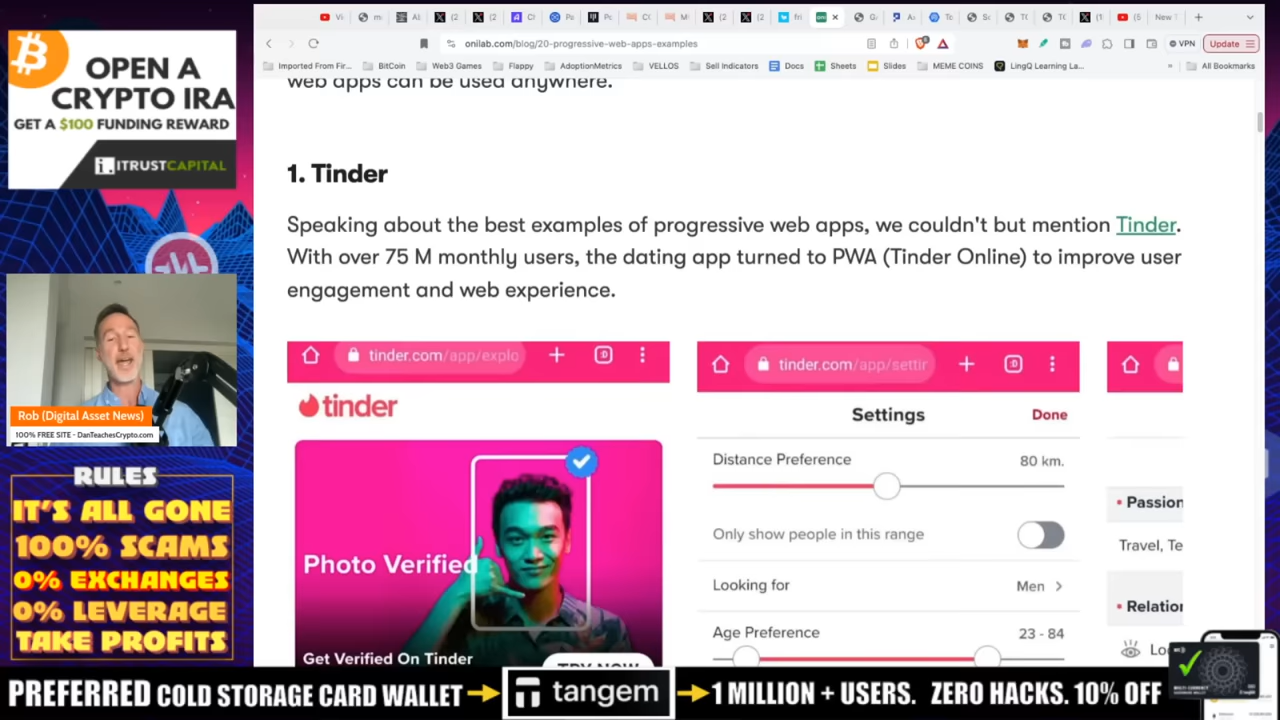 OPEN A
CRYPTO IRA
GET A $100 FUNDING REWARD
i. ITRUSTCAPITAL
Rob (Digital Asset News)
100% FREE SITE - DanTeachesCrypto.com
RULES
IT'S ALL GONE
100% SCAMS
0% EXCHANGES
0% LEVERAGE
TAKE PROFITS
onilab.com/blog/20-progressive-web-apps-examples
VPN
Update
Imported From Fir...
BitCoin
Web3 Games
Flappy
AdoptionMetrics
VELLOS
Sell Indicators
Docs
Sheets
Slides
MEME COINS
LingQ Learning La...
»
All Bookmarks
web apps can be used anywhere.
1. Tinder
Speaking about the best examples of progressive web apps, we couldn't but mention Tinder.
With over 75 M monthly users, the dating app turned to PWA (Tinder Online) to improve user
engagement and web experience.
tinder.com/app/explo
:D
tinder
Photo Verified
Get Verified On Tinder
TRY NOW
tinder.com/app/settir
:D
Settings
Done
Distance Preference
80 km.
Only show people in this range
Looking for
Men >
Age Preference
23 - 84
Passion
Travel, Te
Relation
Loo
PREFERRED COLD STORAGE CARD WALLET
tangem
1 MILLION + USERS. ZERO HACKS. 10% OFF